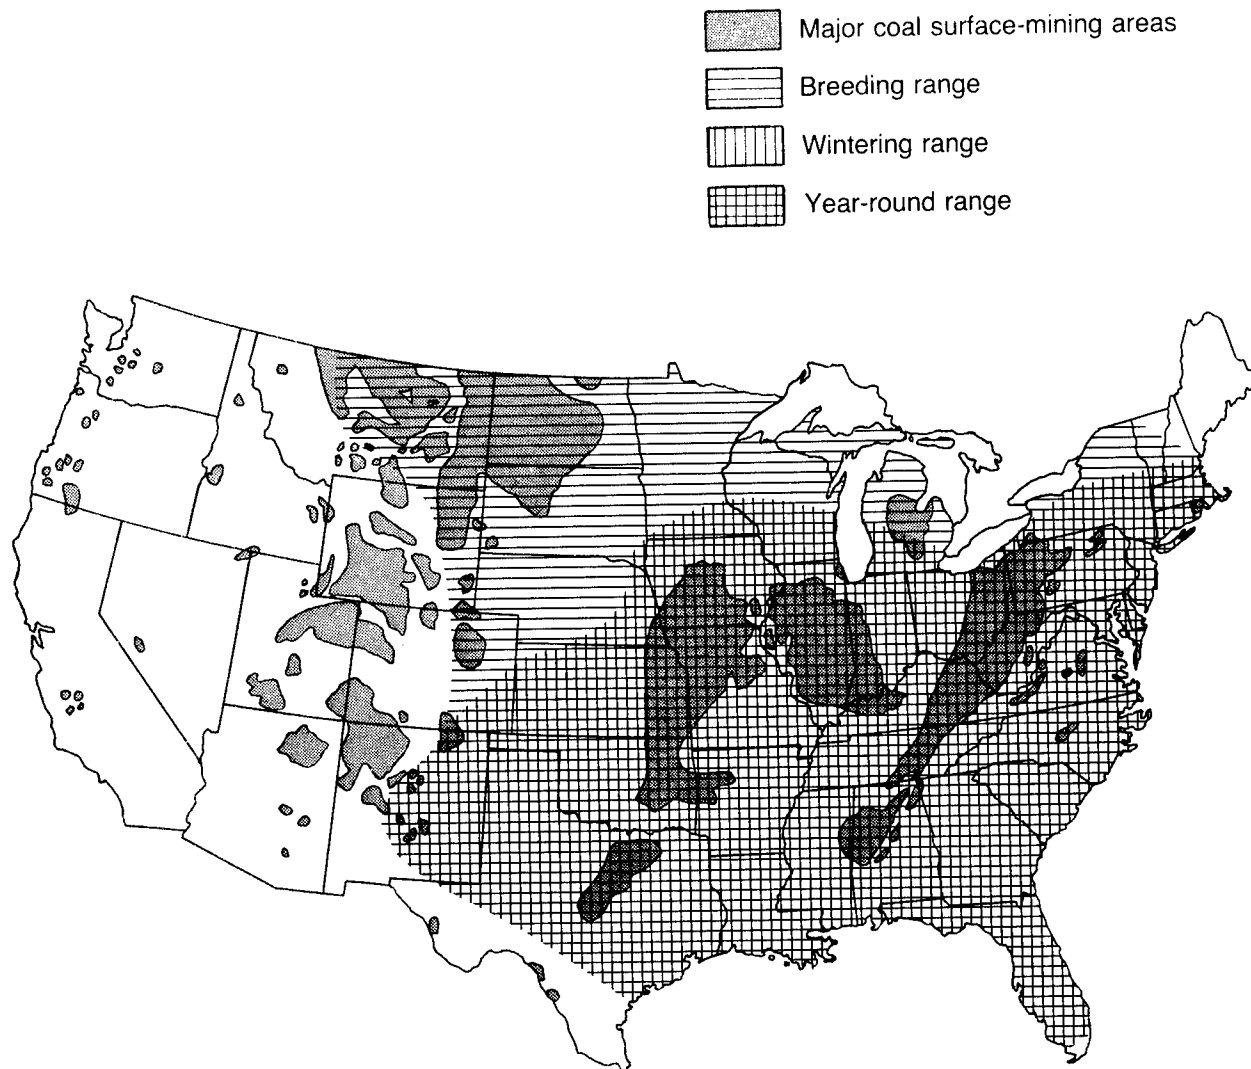 Major coal surface-mining areas
Breeding range
Wintering range
Year-round range